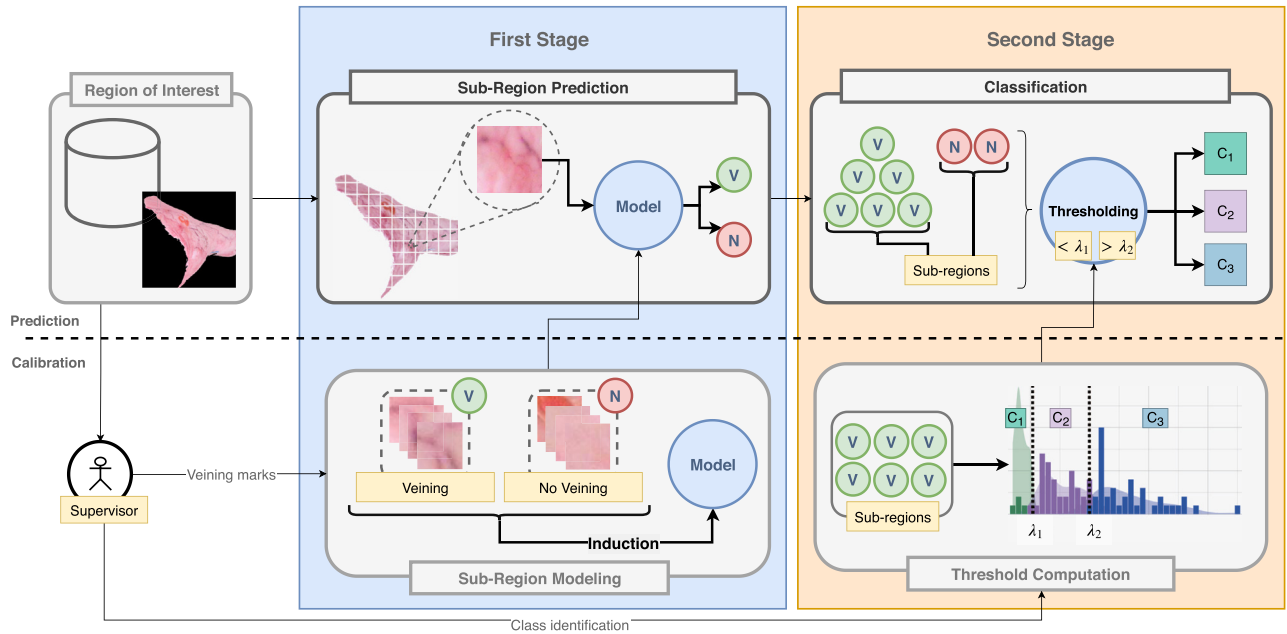 First Stage
Second Stage
Region of Interest
Sub-Region Prediction
Classification
V
N
Model
V
N
V
N
N
V
V
V
V
V
Sub-regions
Thresholding
< λ1
> λ2
C1
C2
C3
Prediction
Calibration
Supervisor
Veining marks
V
N
Veining
No Veining
Model
Induction
Sub-Region Modeling
V
V
V
V
V
V
Sub-regions
C1
C2
C3
λ1
λ2
Threshold Computation
Class identification